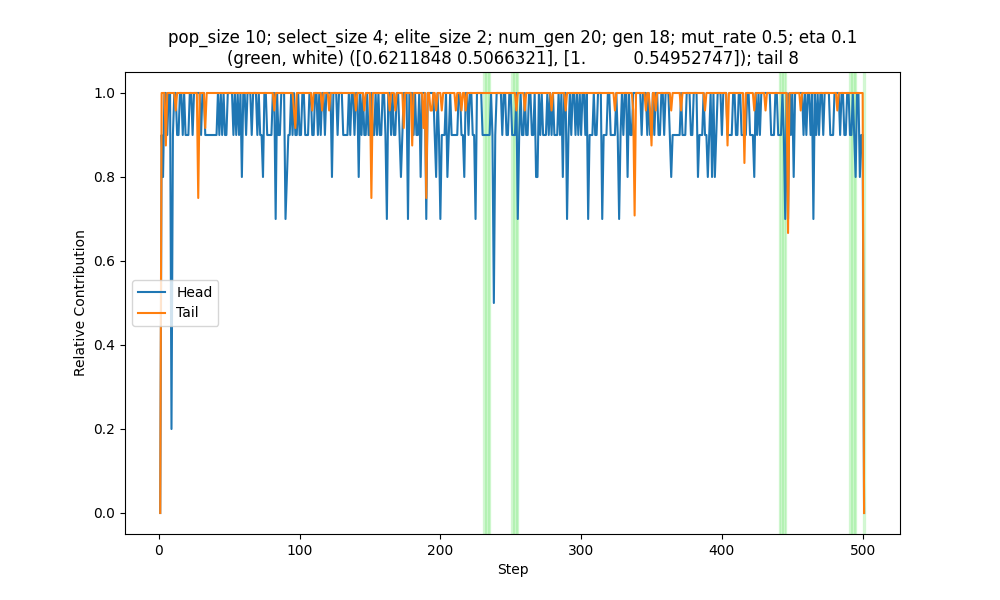 pop_size 10; select_size 4; elite_size 2; num_gen 20; gen 18; mut_rate 0.5; eta 0.1
(green, white) ([0.6211848 0.5066321], [1.         0.54952747]); tail 8
1.0
0.8
0.6
0.4
0.2
0.0
Relative Contribution
Head
Tail
0
100
200
300
400
500
Step